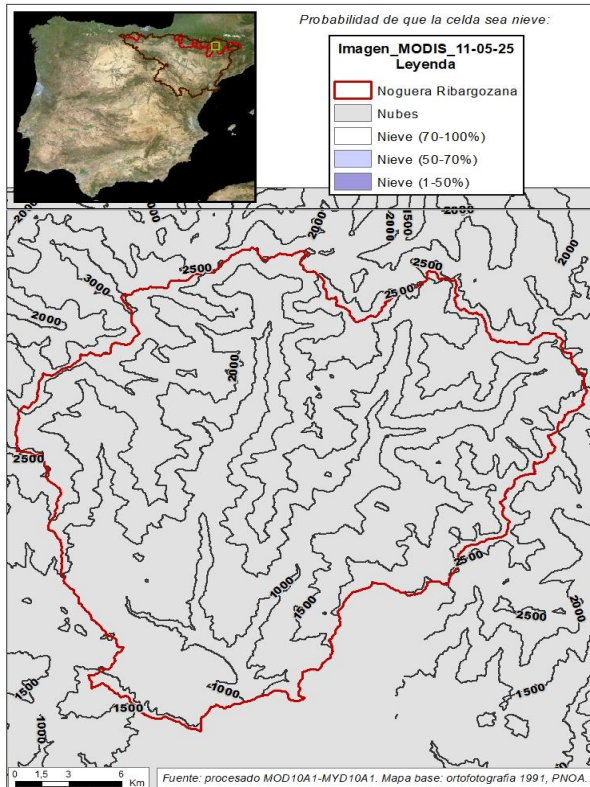 Probabilidad de que la celda sea nieve:
Imagen_MODIS_11-05-25
Leyenda
Noguera Ribargozana
Nubes
Nieve (70-100%)
Nieve (50-70%)
Nieve (1-50%)
2000
2000
2000
2000
1500
2000
2500
2500
2000
3000
2500
2000
2000
2500
2500
1000
1500
2500
2000
1500
1000
1500
1500
1000
0 1,5 3 6
Km
Fuente: procesado MOD10A1-MYD10A1. Mapa base: ortofotografía 1991, PNOA.